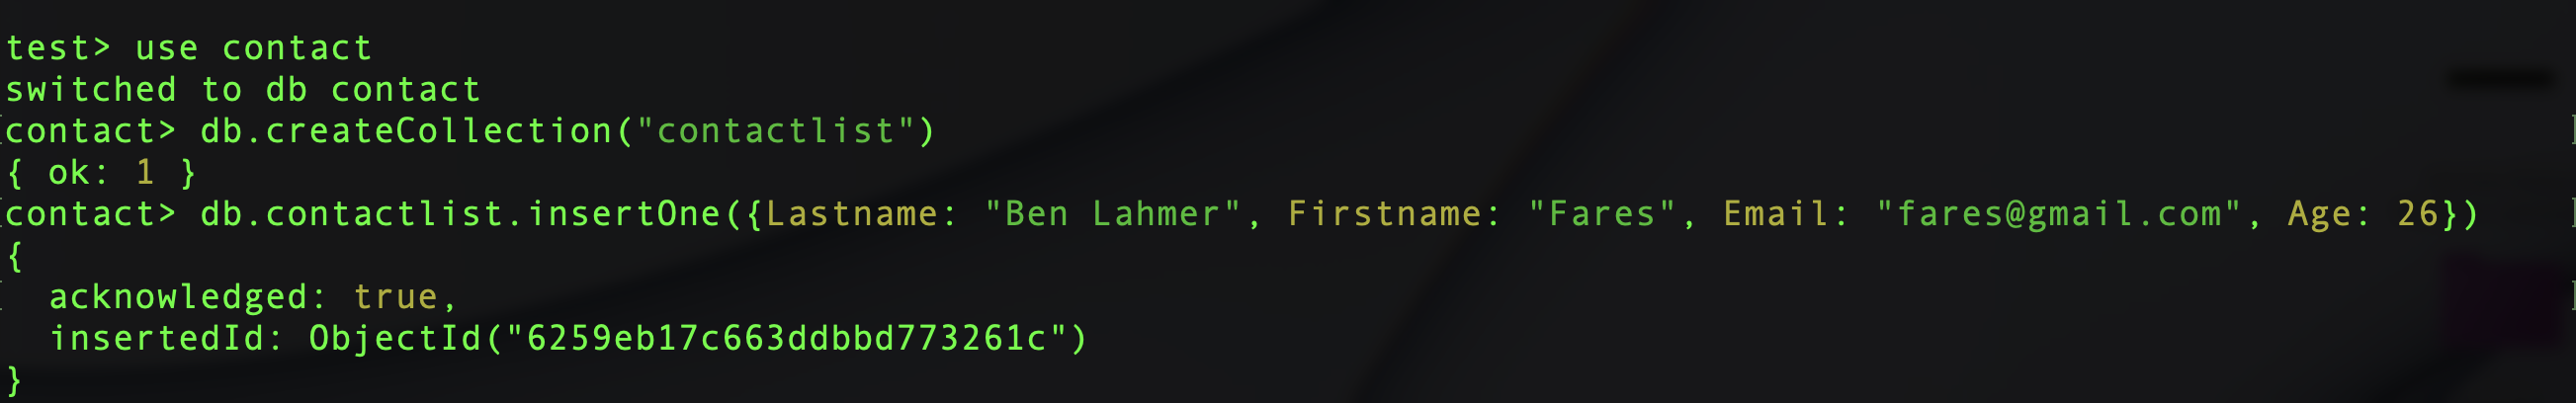 test> use contact
switched to db contact
contact> db.createCollection("contactlist")
{ ok: 1 }
contact> db.contactlist.insertOne({Lastname: "Ben Lahmer", Firstname: "Fares", Email: "fares@gmail.com", Age: 26})
{
  acknowledged: true,
  insertedId: ObjectId("6259eb17c663ddbbd773261c")
}